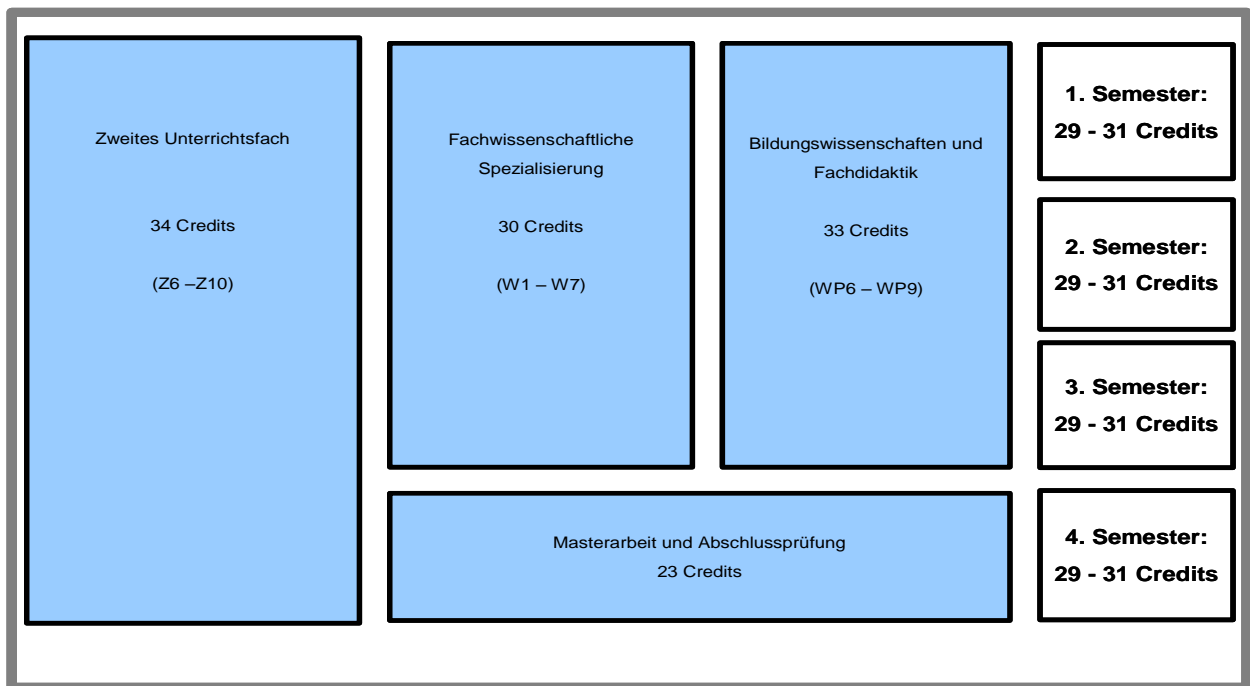 Zweites Unterrichtsfach
34 Credits
(Z6 –Z10)
Fachwissenschaftliche
Spezialisierung
30 Credits
(W1 – W7)
Bildungswissenschaften und
Fachdidaktik
33 Credits
(WP6 – WP9)
1. Semester:
29 - 31 Credits
2. Semester:
29 - 31 Credits
3. Semester:
29 - 31 Credits
Masterarbeit und Abschlussprüfung
23 Credits
4. Semester:
29 - 31 Credits